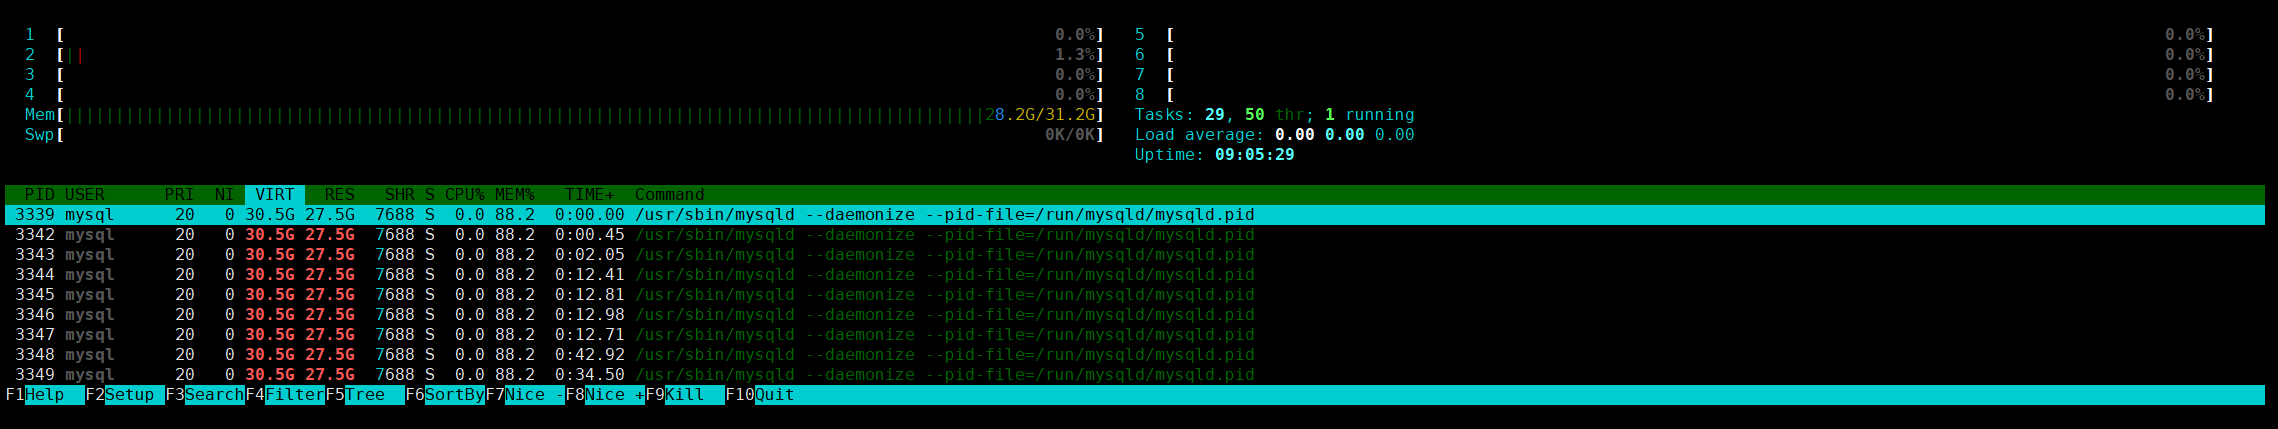 1 [ 0.0%] 5 [ 0.0%]
2 [|| 1.3%] 6 [ 0.0%]
3 [ 0.0%] 7 [ 0.0%]
4 [ 0.0%] 8 [ 0.0%]
Mem[||||||||||||||||||||||||||||||||||||||||||||||||||||||||||||||||||||||||||||||||||||||||||||28.2G/31.2G] Tasks: 29, 50 thr; 1 running
Swp[ 0K/0K] Load average: 0.00 0.00 0.00
Uptime: 09:05:29
PID USER PRI NI VIRT RES SHR S CPU% MEM% TIME+ Command
3339 mysql 20 0 30.5G 27.5G 7688 S 0.0 88.2 0:00.00 /usr/sbin/mysqld --daemonize --pid-file=/run/mysqld/mysqld.pid
3342 mysql 20 0 30.5G 27.5G 7688 S 0.0 88.2 0:00.45 /usr/sbin/mysqld --daemonize --pid-file=/run/mysqld/mysqld.pid
3343 mysql 20 0 30.5G 27.5G 7688 S 0.0 88.2 0:02.05 /usr/sbin/mysqld --daemonize --pid-file=/run/mysqld/mysqld.pid
3344 mysql 20 0 30.5G 27.5G 7688 S 0.0 88.2 0:12.41 /usr/sbin/mysqld --daemonize --pid-file=/run/mysqld/mysqld.pid
3345 mysql 20 0 30.5G 27.5G 7688 S 0.0 88.2 0:12.81 /usr/sbin/mysqld --daemonize --pid-file=/run/mysqld/mysqld.pid
3346 mysql 20 0 30.5G 27.5G 7688 S 0.0 88.2 0:12.98 /usr/sbin/mysqld --daemonize --pid-file=/run/mysqld/mysqld.pid
3347 mysql 20 0 30.5G 27.5G 7688 S 0.0 88.2 0:12.71 /usr/sbin/mysqld --daemonize --pid-file=/run/mysqld/mysqld.pid
3348 mysql 20 0 30.5G 27.5G 7688 S 0.0 88.2 0:42.92 /usr/sbin/mysqld --daemonize --pid-file=/run/mysqld/mysqld.pid
3349 mysql 20 0 30.5G 27.5G 7688 S 0.0 88.2 0:34.50 /usr/sbin/mysqld --daemonize --pid-file=/run/mysqld/mysqld.pid
F1Help F2Setup F3SearchF4FilterF5Tree F6SortByF7Nice -F8Nice +F9Kill F10Quit